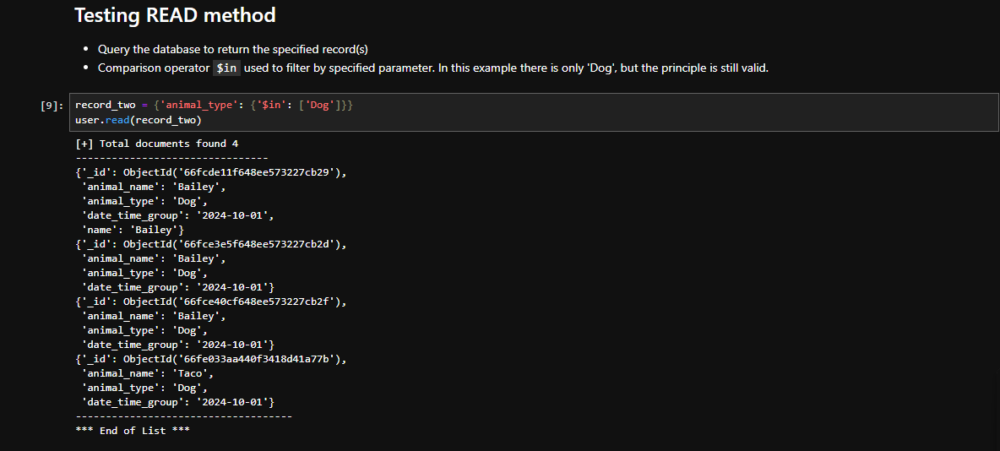 Testing READ method
• Query the database to return the specified record(s)
• Comparison operator $in used to filter by specified parameter. In this example there is only 'Dog', but the principle is still valid.
[9]: record_two = {'animal_type': {'$in': ['Dog']}}
user.read(record_two)
[+] Total documents found 4
--------------------------------
{'_id': ObjectId('66fcde11f648ee573227cb29'),
 'animal_name': 'Bailey',
 'animal_type': 'Dog',
 'date_time_group': '2024-10-01',
 'name': 'Bailey'}
{'_id': ObjectId('66fce3e5f648ee573227cb2d'),
 'animal_name': 'Bailey',
 'animal_type': 'Dog',
 'date_time_group': '2024-10-01'}
{'_id': ObjectId('66fce40cf648ee573227cb2f'),
 'animal_name': 'Bailey',
 'animal_type': 'Dog',
 'date_time_group': '2024-10-01'}
{'_id': ObjectId('66fe033aa440f3418d41a77b'),
 'animal_name': 'Taco',
 'animal_type': 'Dog',
 'date_time_group': '2024-10-01'}
------------------------------------
*** End of List ***